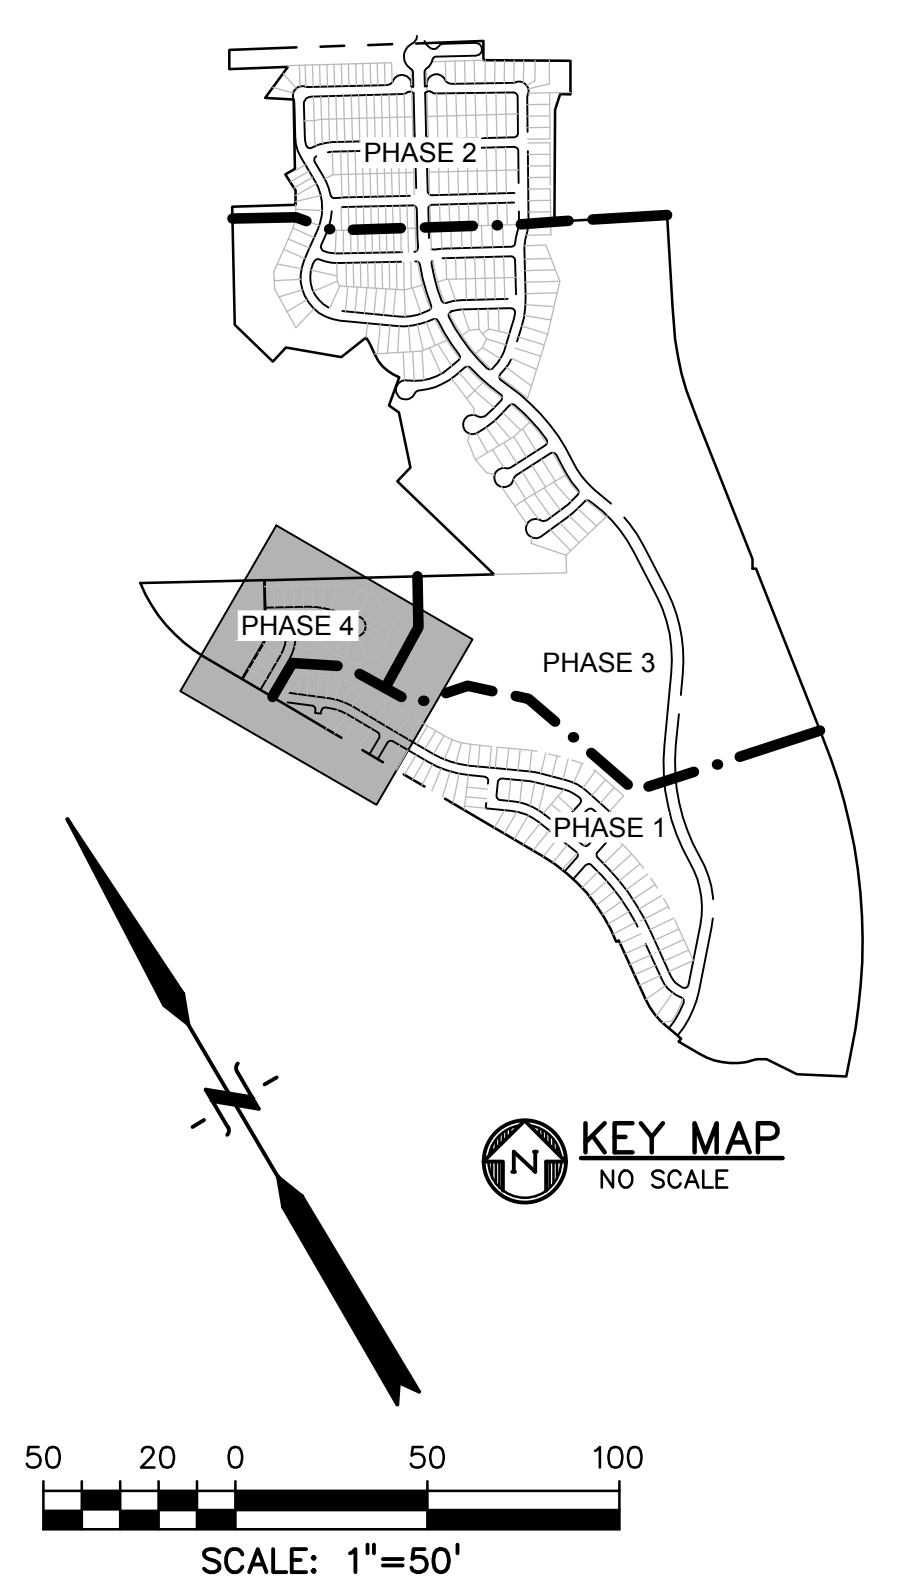 PHASE 2
PHASE 4
PHASE 3
PHASE 1
N
N KEY MAP
NO SCALE
50 20 0 50 100
SCALE: 1"=50'